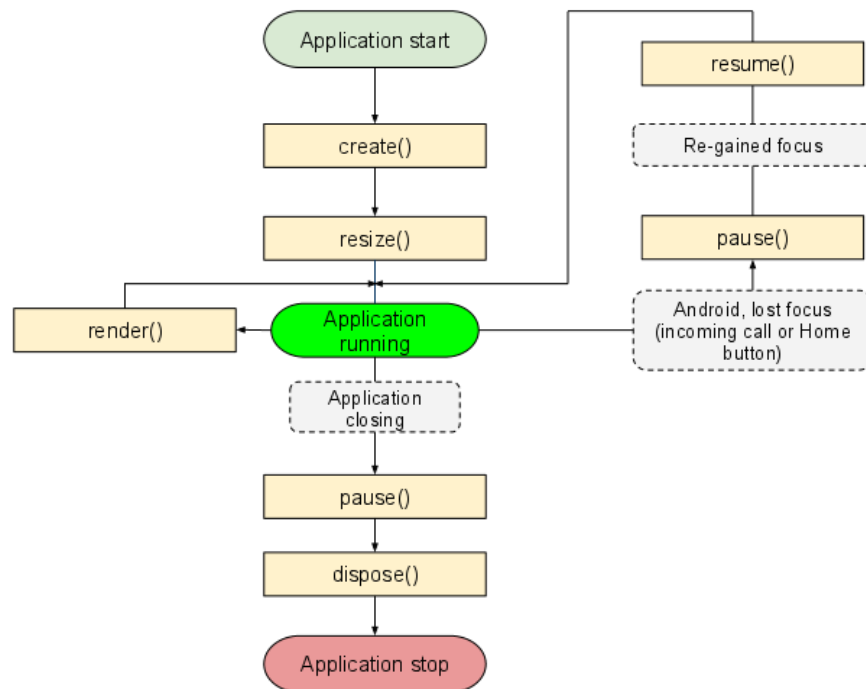 Application start
create()
resize()
render()
Application
running
Application
closing
pause()
dispose()
Application stop
resume()
Re-gained focus
pause()
Android, lost focus
(incoming call or Home
button)